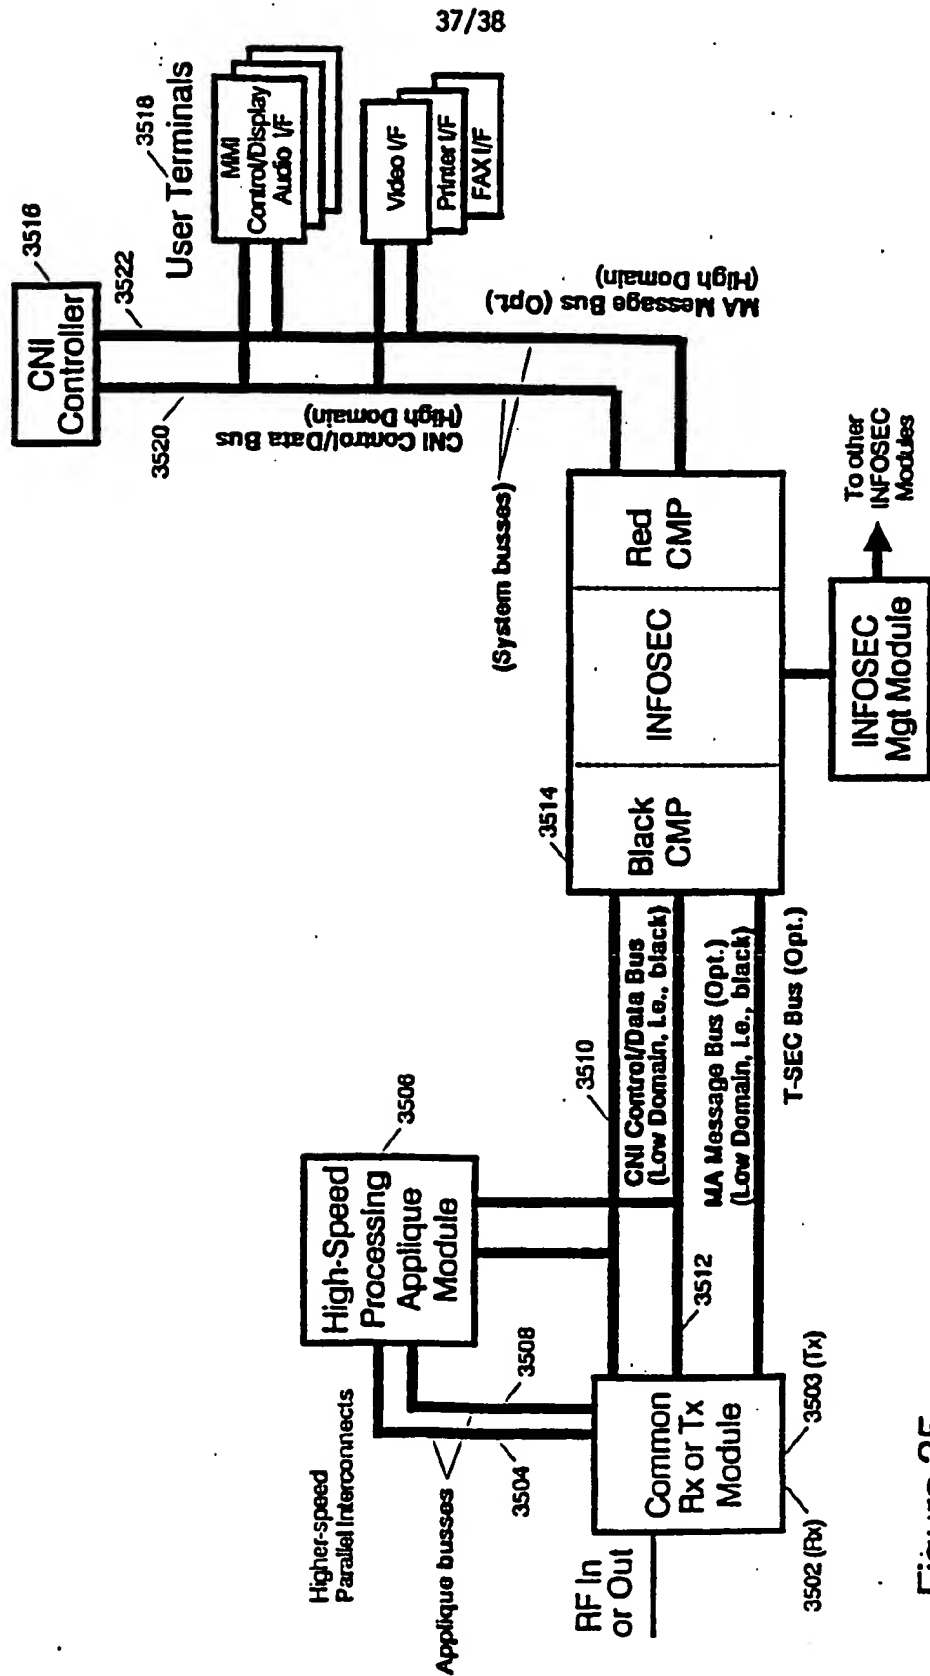 37/38
CNI
Controller
3516
3522
3520
User Terminals
3518
MMI
Control/Display
Audio I/F
Video I/F
Printer I/F
FAX I/F
CNI Control/Data Bus
(High Domain)
MA Message Bus (Opt.)
(High Domain)
(System busses)
Red
CMP
INFOSEC
Black
CMP
3514
INFOSEC
Mgt Module
To other
INFOSEC
Modules
3510
CNI Control/Data Bus
(Low Domain, i.e., black)
MA Message Bus (Opt.)
(Low Domain, i.e., black)
T-SEC Bus (Opt.)
3512
High-Speed
Processing
Applique
Module
3506
Higher-speed
Parallel Interconnects
Applique busses
3504
3508
Common
Rx or Tx
Module
RF In
or Out
3502 (Rx)
3503 (Tx)